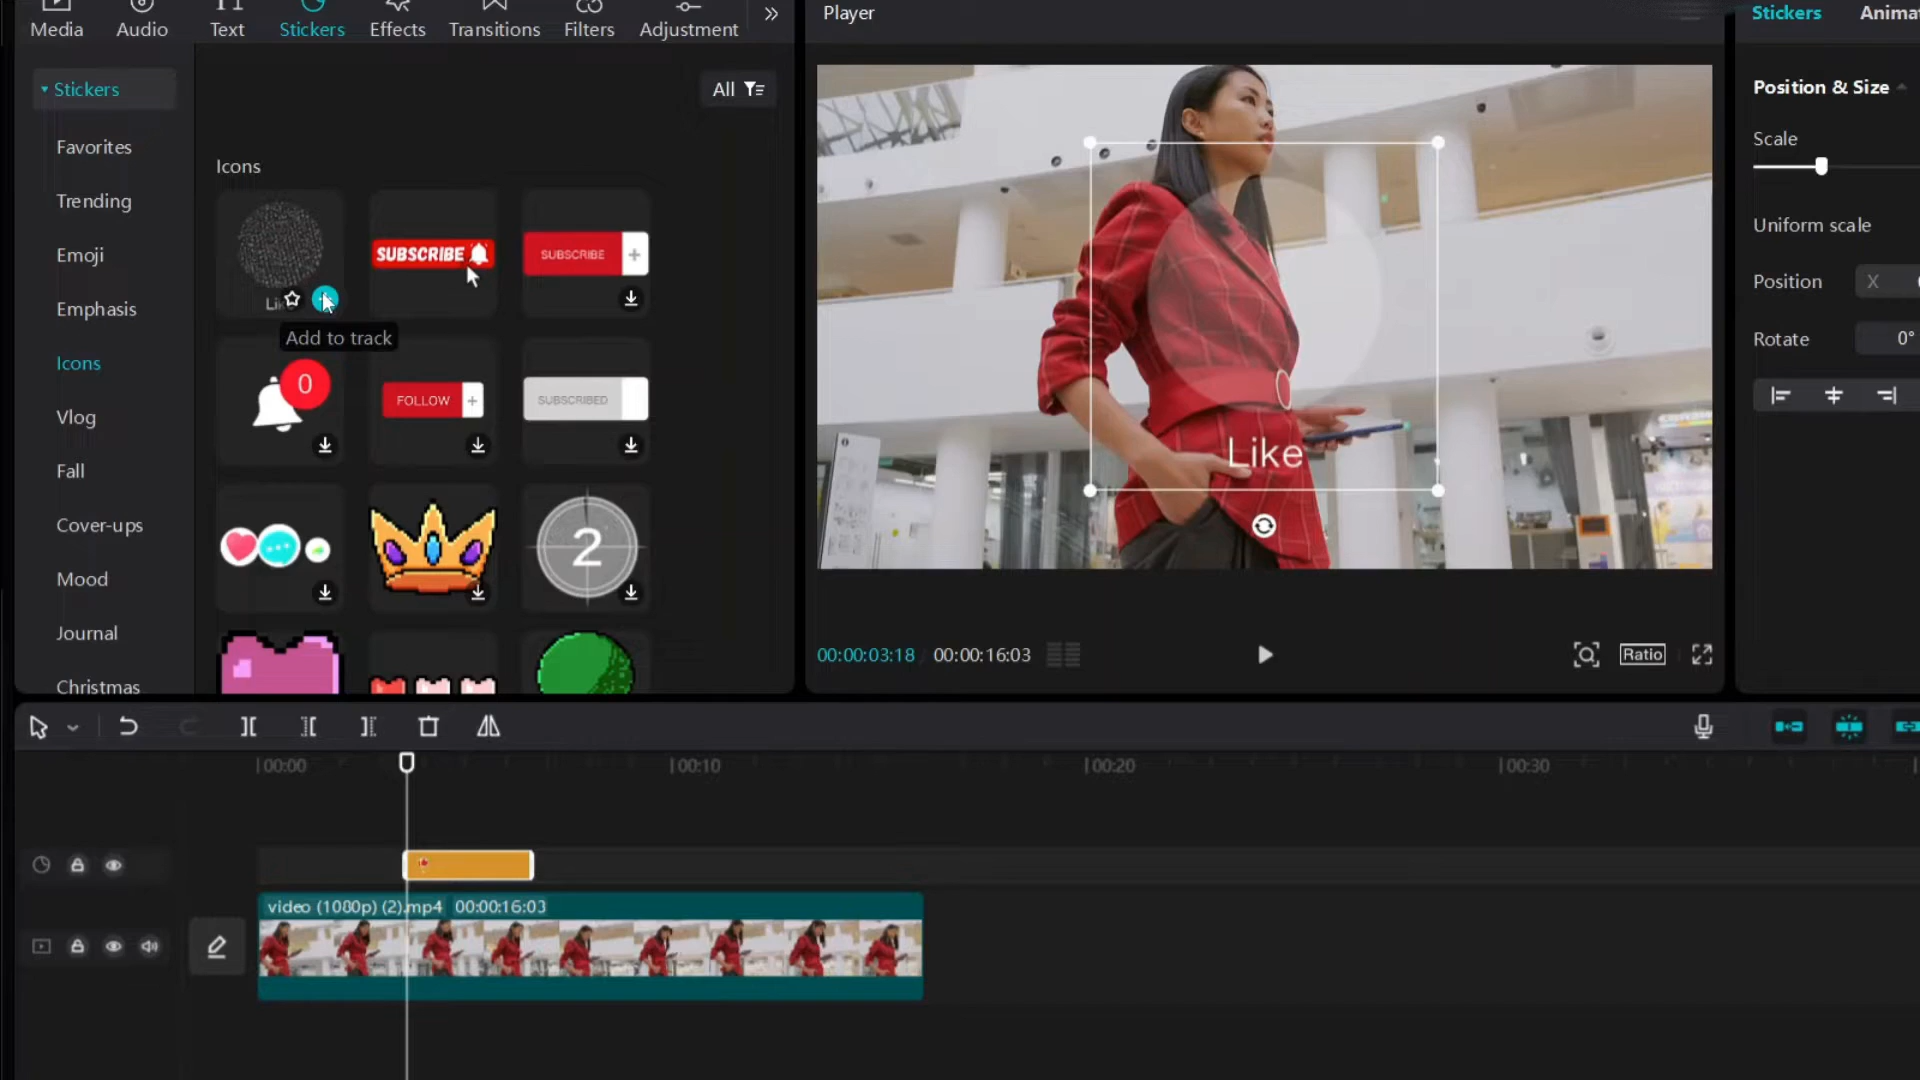 Media
Audio
Text
Stickers
Effects
Transitions
Filters
Adjustment
Player
Stickers
Stickers
All
Position & Size
Scale
Favorites
Icons
Trending
SUBSCRIBE
SUBSCRIBE
+
Uniform scale
Emoji
Position
X
Emphasis
Add to track
Rotate
0°
Icons
0
FOLLOW
+
SUBSCRIBED
Vlog
Like
Fall
Cover-ups
2
Mood
Journal
Christmas
00:00:03:18
00:00:16:03
Ratio
00:00
00:10
00:20
00:30
video (1080p) (2).mp4
00:00:16:03